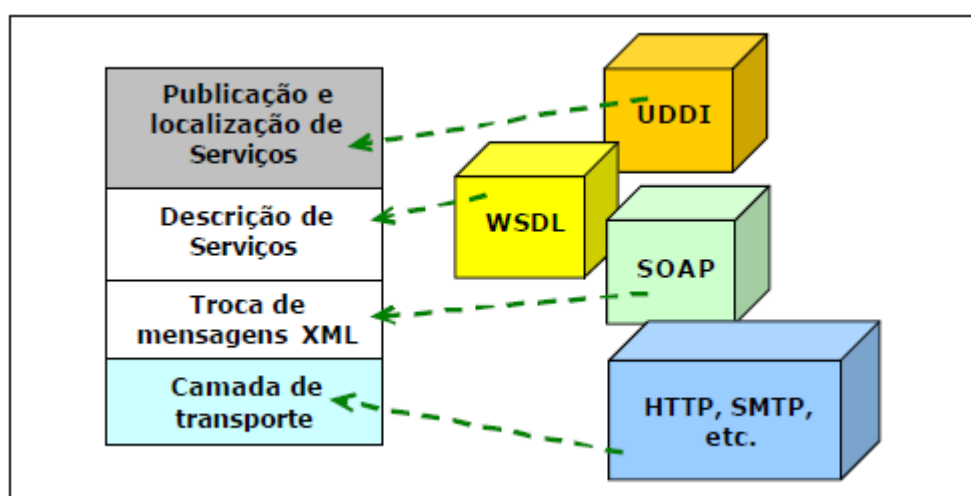 Publicação e
localização de
Serviços
UDDI
WSDL
Descrição de
Serviços
SOAP
Troca de
mensagens XML
Camada de
transporte
HTTP, SMTP,
etc.